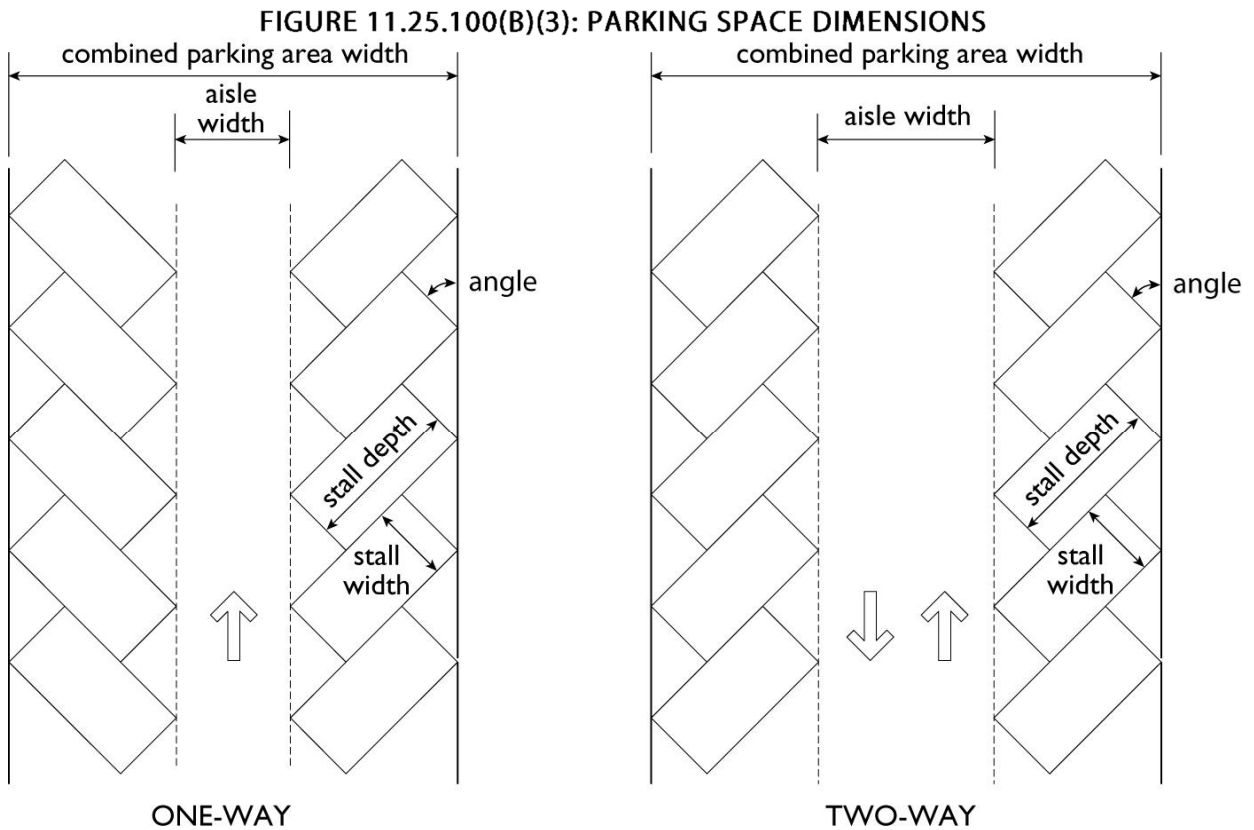 FIGURE 11.25.100(B)(3): PARKING SPACE DIMENSIONS
combined parking area width
aisle
width
angle
stall depth
stall
width
ONE-WAY
combined parking area width
aisle width
angle
stall depth
stall
width
TWO-WAY